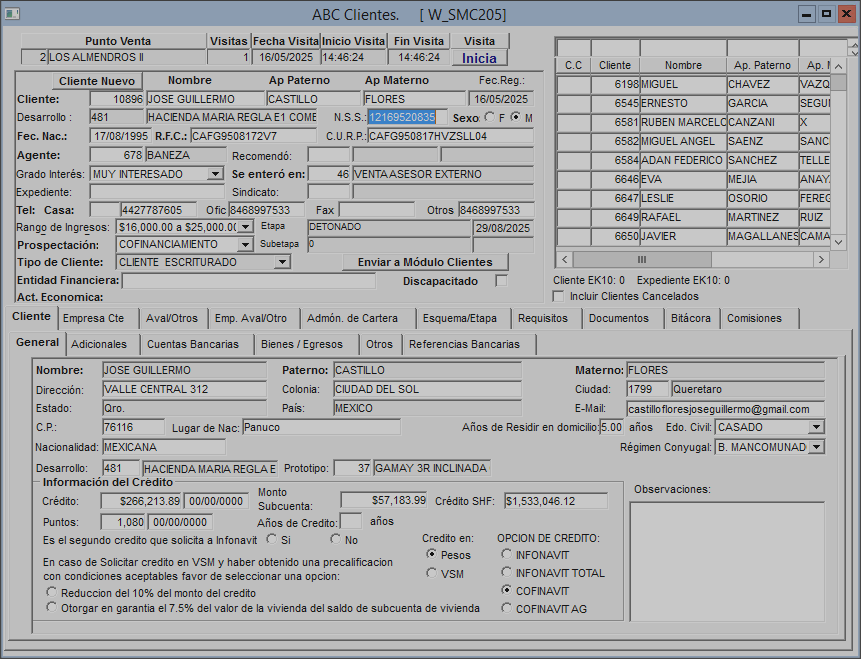 ABC Clientes. [ W_SMC205]
Punto Venta Visitas Fecha Visita Inicio Visita Fin Visita Visita
2 LOS ALMENDROS II 1 16/05/2025 14:46:24 14:46:24 Inicia
Cliente Nuevo Nombre Ap Paterno Ap Materno Fec.Reg.:
Cliente: 10896 JOSE GUILLERMO CASTILLO FLORES 16/05/2025
Desarrollo : 481 HACIENDA MARIA REGLA E1 COME N.S.S.: 12169520835 Sexo F M
Fec. Nac.: 17/08/1995 R.F.C.: CAFG9508172V7 C.U.R.P.: CAFG950817HVZSLL04
Agente: 678 BANEZA Recomendó:
Grado Interés: MUY INTERESADO Se enteró en: 46 VENTA ASESOR EXTERNO
Expediente: Sindicato:
Tel: Casa: 4427787605 Ofic 8468997533 Fax Otros 8468997533
Rango de Ingresos: $16,000.00 a $25,000.00 Etapa DETONADO 29/08/2025
Prospectación: COFINANCIAMIENTO Subetapa 0
Tipo de Cliente: CLIENTE ESCRITURADO Enviar a Módulo Clientes
Entidad Financiera: Discapacitado
Act. Economica:
C.C Cliente Nombre Ap. Paterno Ap. M
6198 MIGUEL CHAVEZ VAZQ
6545 ERNESTO GARCIA SEGU
6581 RUBEN MARCELO CANZANI X
6582 MIGUEL ANGEL SAENZ SANC
6584 ADAN FEDERICO SANCHEZ TELLE
6646 EVA MEJIA ANAY
6647 LESLIE OSORIO FEREG
6649 RAFAEL MARTINEZ RUIZ
6650 JAVIER MAGALLANES CAMA
Cliente EK10: 0 Expediente EK10: 0
Incluir Clientes Cancelados
Cliente Empresa Cte Aval/Otros Emp. Aval/Otro Admón. de Cartera Esquema/Etapa Requisitos Documentos Bitácora Comisiones
General Adicionales Cuentas Bancarias Bienes / Egresos Otros Referencias Bancarias
Nombre: JOSE GUILLERMO Paterno: CASTILLO Materno: FLORES
Dirección: VALLE CENTRAL 312 Colonia: CIUDAD DEL SOL Ciudad: 1799 Queretaro
Estado: Qro. País: MEXICO E-Mail: castillofloresjoseguillermo@gmail.com
C.P.: 76116 Lugar de Nac: Panuco Años de Residir en domicilio: 5.00 años Edo. Civil: CASADO
Nacionalidad: MEXICANA Régimen Conyugal: B. MANCOMUNAD
Desarrollo: 481 HACIENDA MARIA REGLA E Prototipo: 37 GAMAY 3R INCLINADA
Información del Crédito
Crédito: $266,213.89 00/00/0000 Monto Subcuenta: $57,183.99 Crédito SHF: $1,533,046.12
Puntos: 1,080 00/00/0000 Años de Credito: años
Es el segundo credito que solicita a Infonavit Si No
En caso de Solicitar credito en VSM y haber obtenido una precalificacion
con condiciones aceptables favor de seleccionar una opcion:
Reduccion del 10% del monto del credito
Otorgar en garantia el 7.5% del valor de la vivienda del saldo de subcuenta de vivienda
Credito en:
Pesos
VSM
OPCION DE CREDITO:
INFONAVIT
INFONAVIT TOTAL
COFINAVIT
COFINAVIT AG
Observaciones: